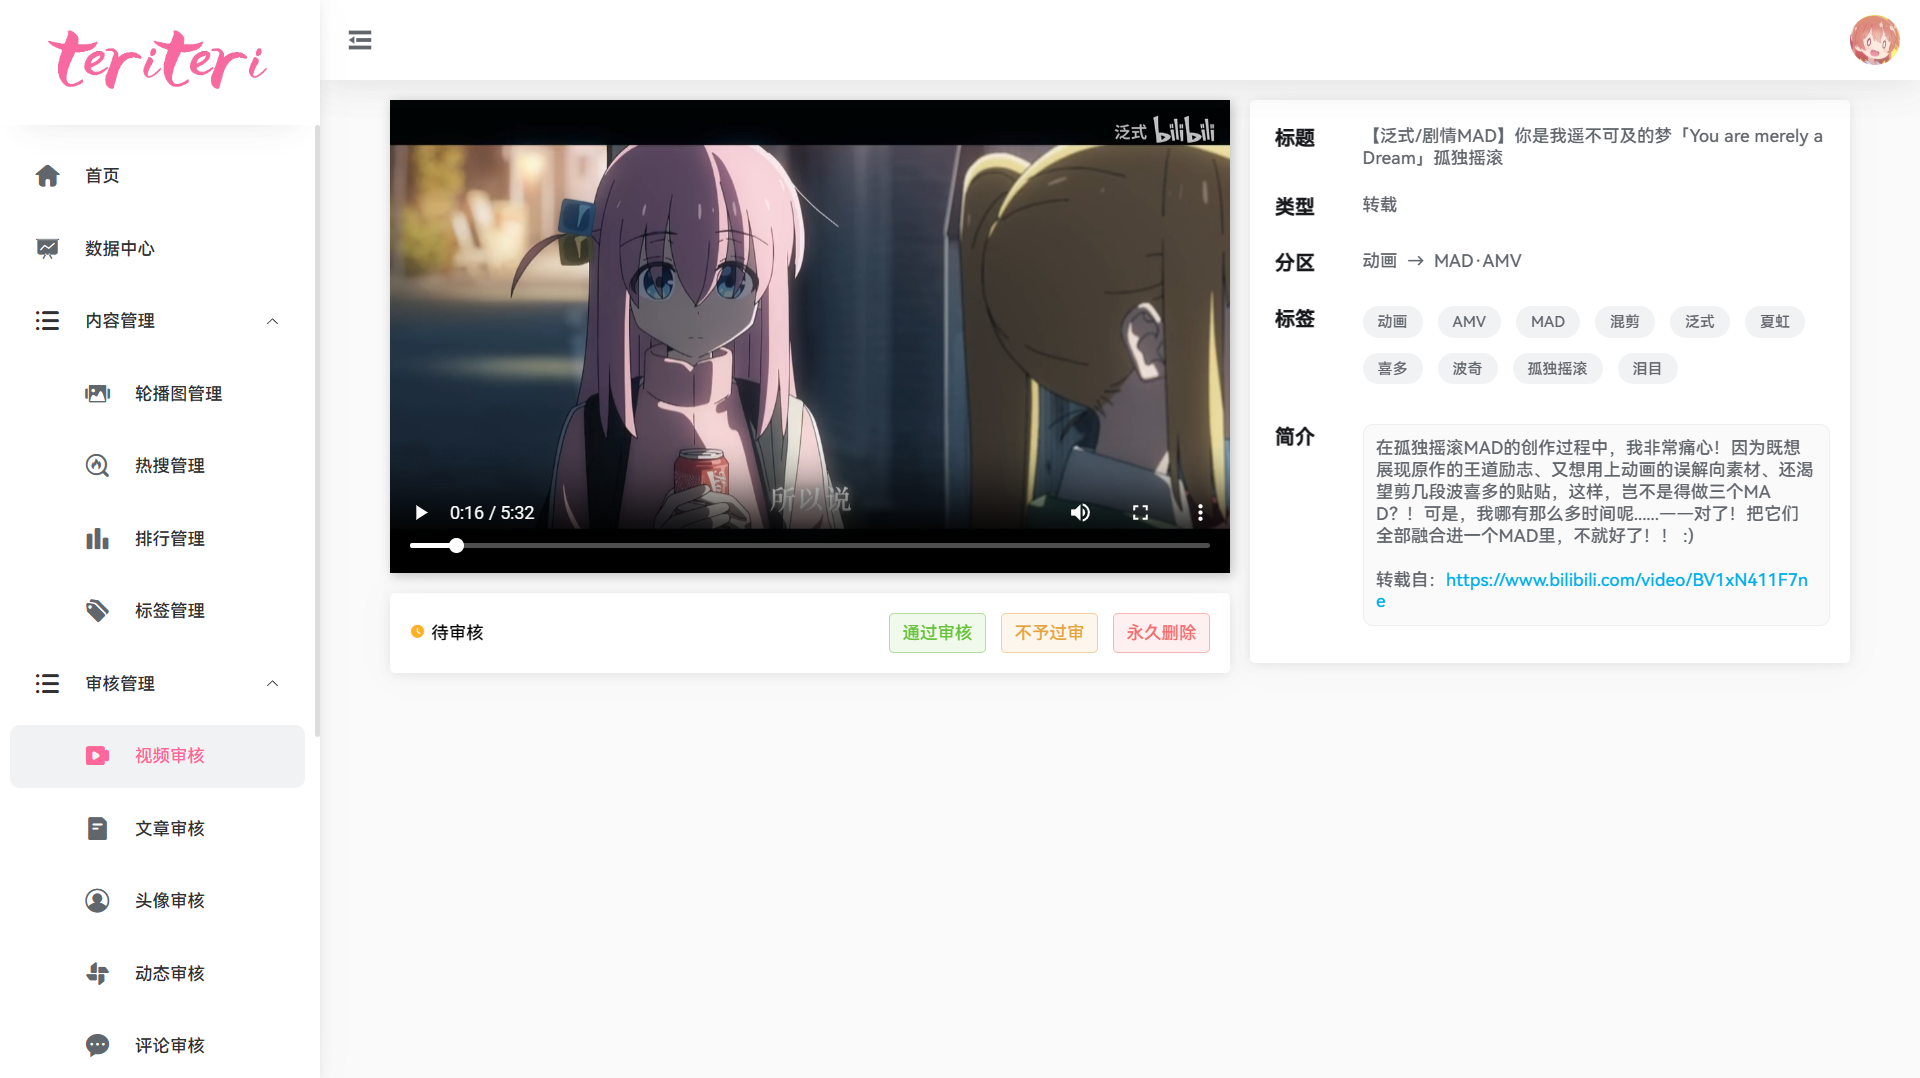 teriteri
首页
数据中心
内容管理
轮播图管理
热搜管理
排行管理
标签管理
审核管理
视频审核
文章审核
头像审核
动态审核
评论审核
泛式 bilibili
所以说
0:16 / 5:32
待审核
通过审核
不予过审
永久删除
标题
【泛式/剧情MAD】你是我遥不可及的梦「You are merely a
Dream」孤独摇滚
类型
转载
分区
动画 → MAD·AMV
标签
动画 AMV MAD 混剪 泛式 夏虹
喜多 波奇 孤独摇滚 泪目
简介
在孤独摇滚MAD的创作过程中，我非常痛心！因为既想
展现原作的王道励志、又想用上动画的误解向素材、还渴
望剪几段波喜多的贴贴，这样，岂不是得做三个MA
D？！可是，我哪有那么多时间呢……——对了！把它们
全部融合进一个MAD里，不就好了！！ :)
转载自：https://www.bilibili.com/video/BV1xN411F7n
e